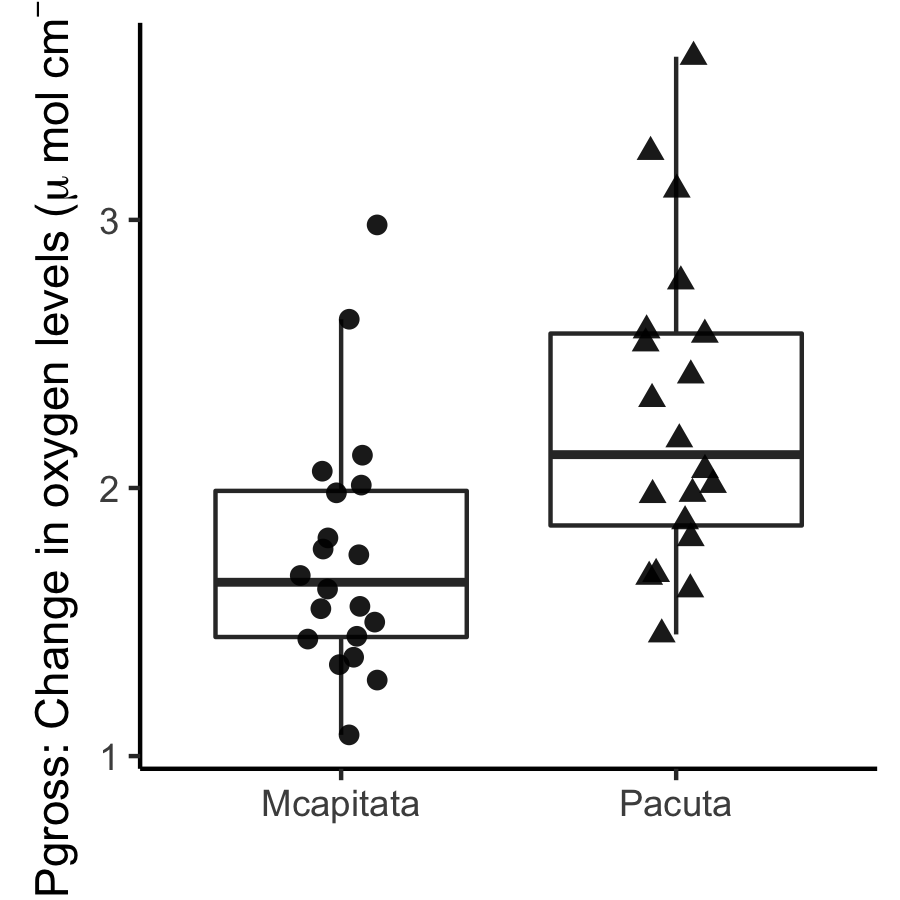 Pgross: Change in oxygen levels (μ mol cm⁻
3
2
1
Mcapitata
Pacuta